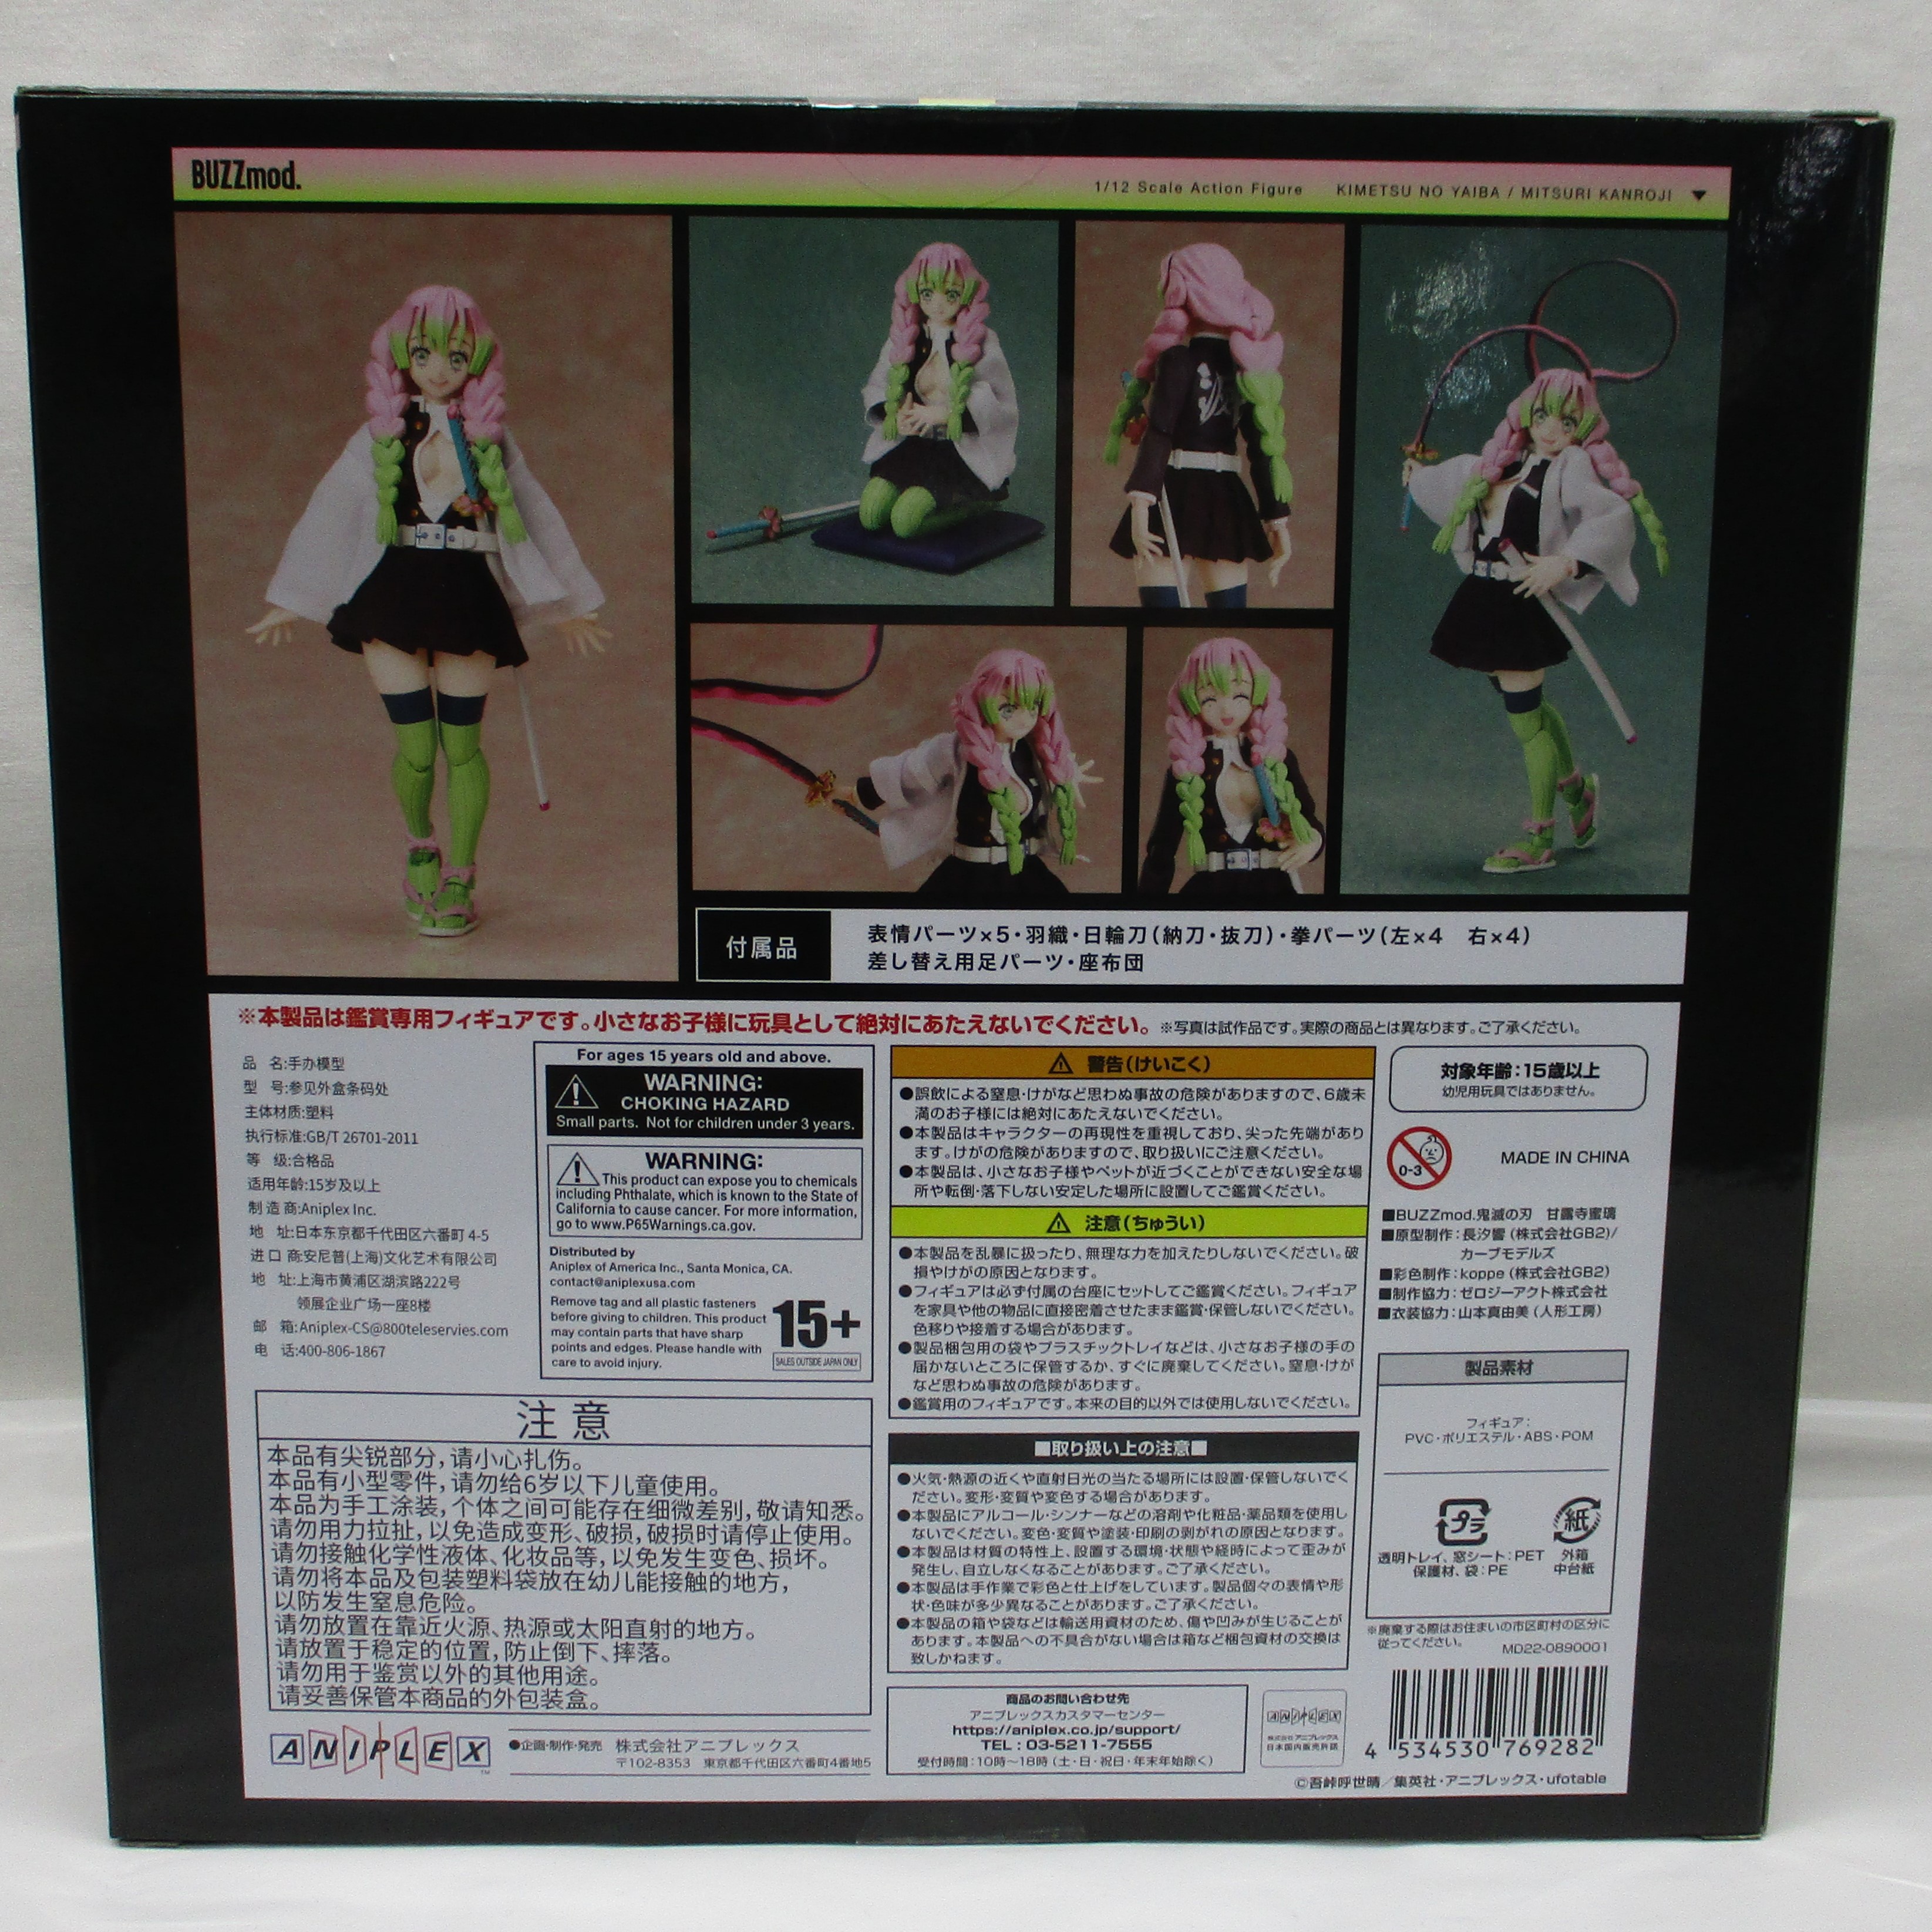 BUZZmod.
1/12 Scale Action Figure KIMETSU NO YAIBA / MITSURI KANROJI ▼
滅
付属品
表情パーツ×5・羽織・日輪刀(納刀・抜刀)・拳パーツ(左×4 右×4)
差し替え用足パーツ・座布団
※本製品は鑑賞専用フィギュアです。小さなお子様に玩具として絶対にあたえないでください。 ※写真は試作品です。実際の商品とは異なります。ご了承ください。
品 名:手办模型
型 号:参见外盒条码处
主体材质:塑料
执行标准:GB/T 26701-2011
等 级:合格品
适用年龄:15岁及以上
制 造 商:Aniplex Inc.
地 址:日本东京都千代田区六番町 4-5
进 口 商:安尼普(上海)文化艺术有限公司
地 址:上海市黄浦区湖滨路222号
领展企业广场一座8楼
邮 箱:Aniplex-CS@800teleservies.com
电 话:400-806-1867
For ages 15 years old and above.
WARNING:
CHOKING HAZARD
Small parts. Not for children under 3 years.
WARNING:
This product can expose you to chemicals
including Phthalate, which is known to the State of
California to cause cancer. For more information,
go to www.P65Warnings.ca.gov.
Distributed by
Aniplex of America Inc., Santa Monica, CA.
contact@aniplexusa.com
Remove tag and all plastic fasteners
before giving to children. This product
may contain parts that have sharp
points and edges. Please handle with
care to avoid injury.
15+
SALES OUTSIDE JAPAN ONLY
注 意
本品有尖锐部分,请小心扎伤。
本品有小型零件,请勿给6岁以下儿童使用。
本品为手工涂装,个体之间可能存在细微差别,敬请知悉。
请勿用力拉扯,以免造成变形、破损,破损时请停止使用。
请勿接触化学性液体、化妆品等,以免发生变色、损坏。
请勿将本品及包装塑料袋放在幼儿能接触的地方,
以防发生窒息危险。
请勿放置在靠近火源、热源或太阳直射的地方。
请放置于稳定的位置,防止倒下、摔落。
请勿用于鉴赏以外的其他用途。
请妥善保管本商品的外包装盒。
ANIPLEX ™
●企画・制作・発売 株式会社アニプレックス
〒102-8353 東京都千代田区六番町4番地5
警告(けいこく)
●誤飲による窒息・けがなど思わぬ事故の危険がありますので、6歳未
満のお子様には絶対にあたえないでください。
●本製品はキャラクターの再現性を重視しており、尖った先端があり
ます。けがの危険がありますので、取り扱いにご注意ください。
●本製品は、小さなお子様やペットが近づくことができない安全な場
所や転倒・落下しない安定した場所に設置してご鑑賞ください。
注意(ちゅうい)
●本製品を乱暴に扱ったり、無理な力を加えたりしないでください。破
損やけがの原因となります。
●フィギュアは必ず付属の台座にセットしてご鑑賞ください。フィギュア
を家具や他の物品に直接密着させたまま鑑賞・保管しないでください。
色移りや接着する場合があります。
●製品梱包用の袋やプラスチックトレイなどは、小さなお子様の手の
届かないところに保管するか、すぐに廃棄してください。窒息・けが
など思わぬ事故の危険があります。
●鑑賞用のフィギュアです。本来の目的以外では使用しないでください。
■取り扱い上の注意■
●火気・熱源の近くや直射日光の当たる場所には設置・保管しないでく
ださい。変形・変質や変色する場合があります。
●本製品にアルコール・シンナーなどの溶剤や化粧品・薬品類を使用し
ないでください。変色・変質や塗装・印刷の剥がれの原因となります。
●本製品は材質の特性上、設置する環境・状態や経時によって歪みが
発生し、自立しなくなることがあります。ご了承ください。
●本製品は手作業で彩色と仕上げをしています。製品個々の表情や形
状・色味が多少異なることがあります。ご了承ください。
●本製品の箱や袋などは輸送用資材のため、傷や凹みが生じることが
あります。本製品への不具合がない場合は箱など梱包資材の交換は
致しかねます。
商品のお問い合わせ先
アニプレックスカスタマーセンター
https://aniplex.co.jp/support/
TEL : 03-5211-7555
受付時間:10時〜18時(土・日・祝日・年末年始除く)
ANIPLEX
株式会社 アニプレックス
日本国内販売許諾
対象年齢:15歳以上
幼児用玩具ではありません。
0-3
MADE IN CHINA
■BUZZmod.鬼滅の刃 甘露寺蜜璃
■原型制作:長汐響(株式会社GB2)/
カーブモデルズ
■彩色制作:koppe(株式会社GB2)
■制作協力:ゼロジーアクト株式会社
■衣装協力:山本真由美(人形工房)
製品素材
フィギュア:
PVC・ポリエステル・ABS・POM
プラ
紙
透明トレイ、窓シート:PET
保護材、袋:PE
外箱
中台紙
※廃棄する際はお住まいの市区町村の区分に
従ってください。
MD22-0890001
4 534530 769282
©吾峠呼世晴/集英社・アニプレックス・ufotable